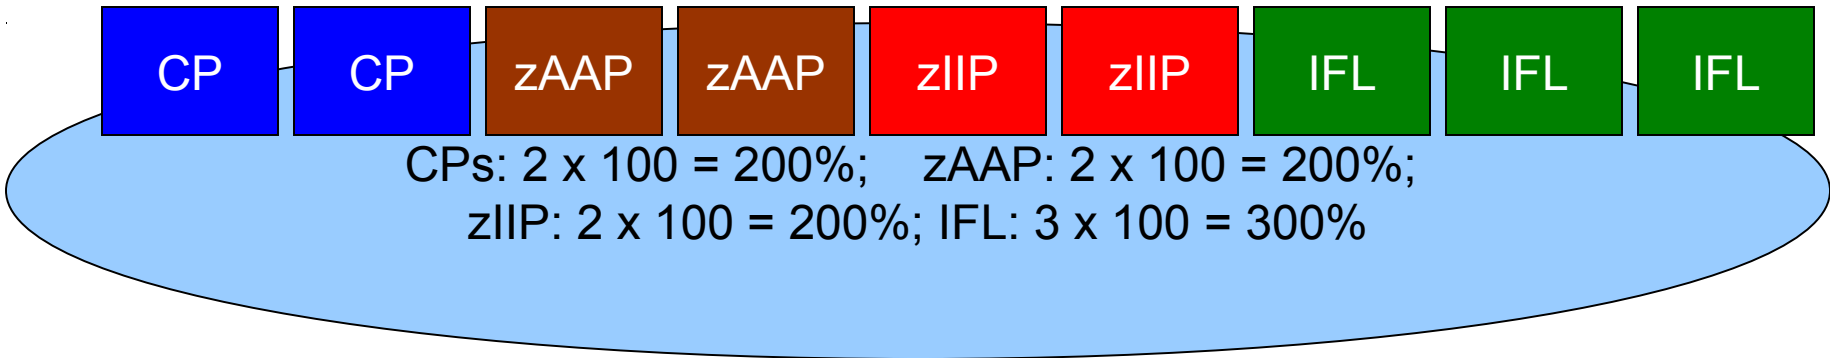 CP CP zAAP zAAP zIIP zIIP IFL IFL IFL
CPs: 2 x 100 = 200%; zAAP: 2 x 100 = 200%;
zIIP: 2 x 100 = 200%; IFL: 3 x 100 = 300%